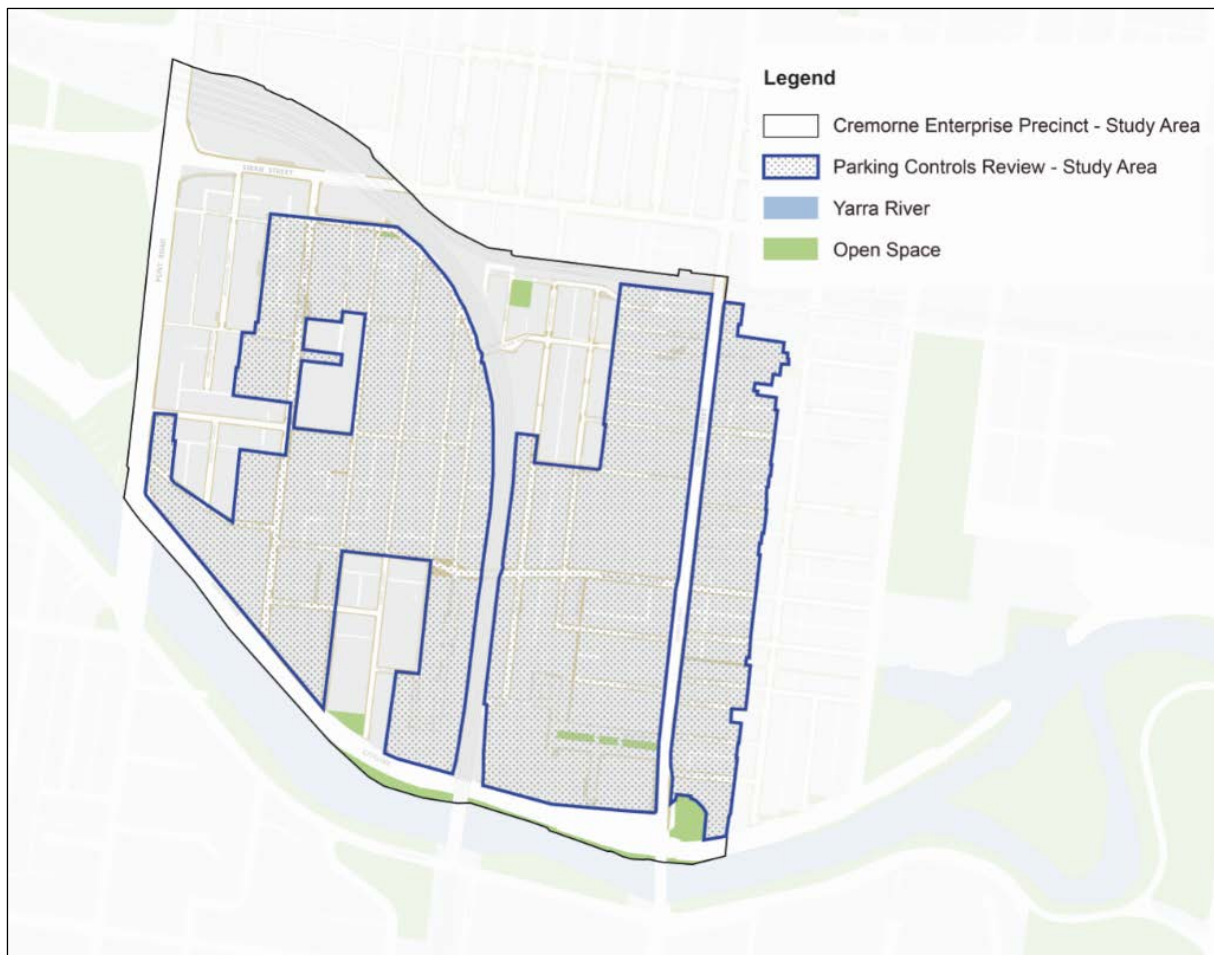 Legend
Cremorne Enterprise Precinct - Study Area
Parking Controls Review - Study Area
Yarra River
Open Space
SWAN STREET
PUNT ROAD